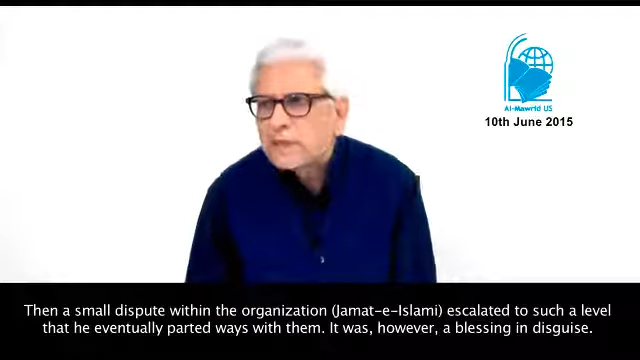 Al-Mawrid US
10th June 2015
Then a small dispute within the organization (Jamat-e-Islami) escalated to such a level
that he eventually parted ways with them. It was, however, a blessing in disguise.